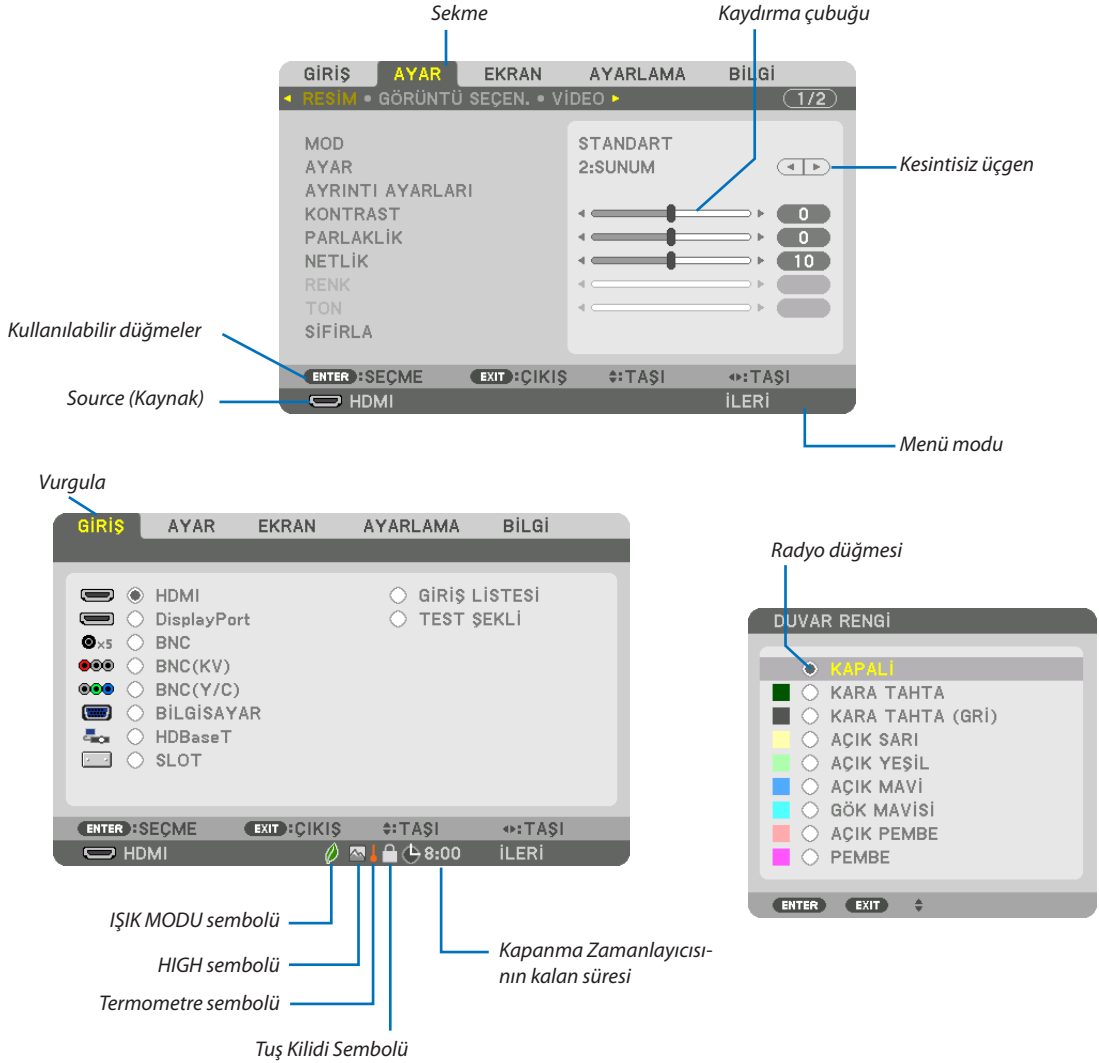 Sekme
Kaydırma çubuğu
GİRİŞ AYAR EKRAN AYARLAMA BİLGİ
RESİM • GÖRÜNTÜ SEÇEN. • VİDEO 1/2
MOD STANDART
AYAR 2:SUNUM
Kesintisiz üçgen
AYRINTI AYARLARI
KONTRAST 0
PARLAKLİK 0
NETLİK 10
RENK
TON
SİFİRLA
Kullanılabilir düğmeler
ENTER :SEÇME EXIT :ÇIKIŞ :TAŞI :TAŞI
Source (Kaynak)
HDMI İLERİ
Menü modu
Vurgula
GİRİŞ AYAR EKRAN AYARLAMA BİLGİ
HDMI GİRİŞ LİSTESİ
DisplayPort TEST ŞEKLİ
×5 BNC
BNC(KV)
BNC(Y/C)
BİLGİSAYAR
HDBaseT
SLOT
ENTER :SEÇME EXIT :ÇIKIŞ :TAŞI :TAŞI
HDMI 8:00 İLERİ
IŞIK MODU sembolü
HIGH sembolü
Termometre sembolü
Tuş Kilidi Sembolü
Kapanma Zamanlayıcısı-
nın kalan süresi
Radyo düğmesi
DUVAR RENGİ
KAPALİ
KARA TAHTA
KARA TAHTA (GRİ)
AÇIK SARI
AÇIK YEŞİL
AÇIK MAVİ
GÖK MAVİSİ
AÇIK PEMBE
PEMBE
ENTER EXIT